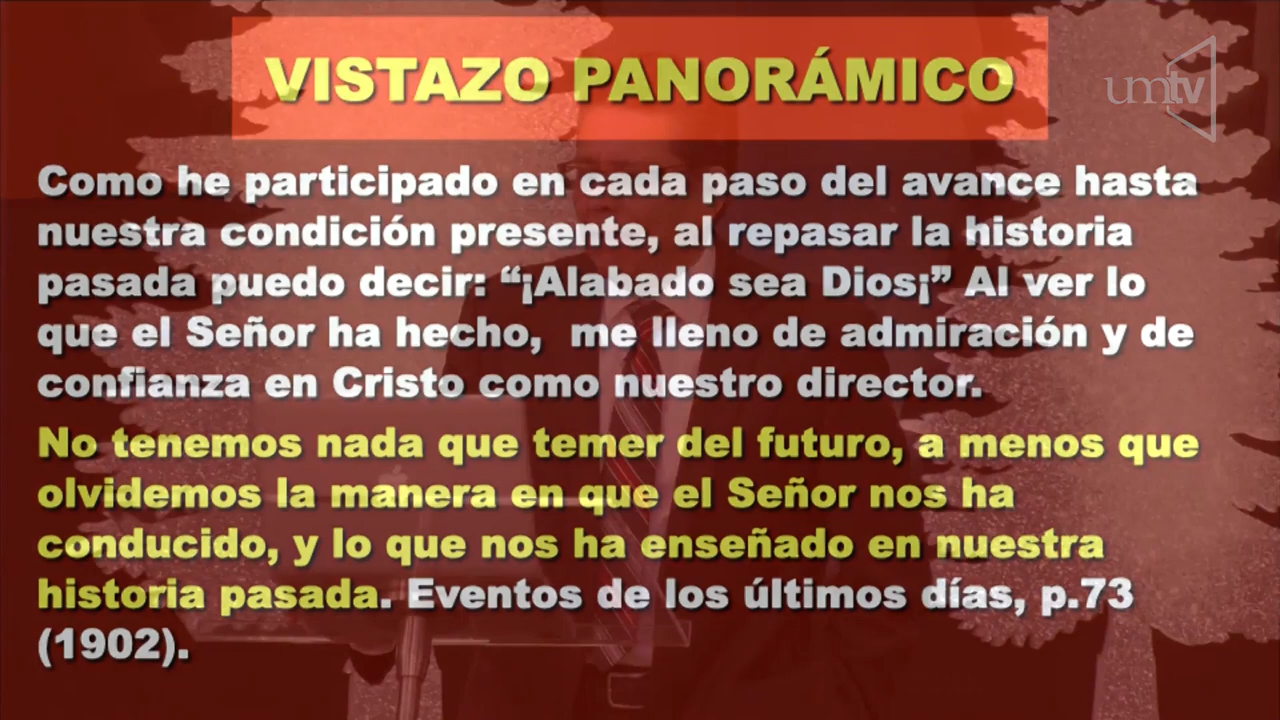 VISTAZO PANORÁMICO
umtv
Como he participado en cada paso del avance hasta
nuestra condición presente, al repasar la historia
pasada puedo decir: “¡Alabado sea Dios¡” Al ver lo
que el Señor ha hecho, me lleno de admiración y de
confianza en Cristo como nuestro director.
No tenemos nada que temer del futuro, a menos que
olvidemos la manera en que el Señor nos ha
conducido, y lo que nos ha enseñado en nuestra
historia pasada. Eventos de los últimos días, p.73
(1902).